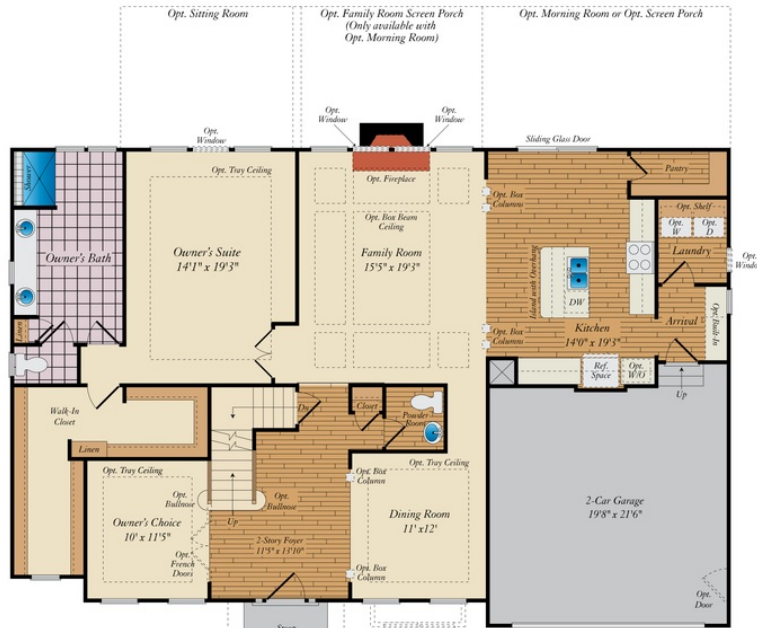 Opt. Sitting Room
Opt. Family Room Screen Porch
(Only available with
Opt. Morning Room)
Opt. Morning Room or Opt. Screen Porch
Opt.
Window
Opt.
Window
Opt.
Window
Sliding Glass Door
Shower
Opt. Tray Ceiling
Opt. Fireplace
Opt. Box
Columns
Pantry
Opt. Shelf
Opt.
W
Opt.
D
Laundry
Opt.
Windo
Opt. Box Beam
Ceiling
Owner's Bath
Owner's Suite
14'1" x 19'3"
Family Room
15'5" x 19'3"
Island with Overhang
DW
Kitchen
14'0" x 19'3"
Opt. Box
Columns
Arrival
Opt. Built-In
Linen
Ref.
Space
Opt.
W/O
Up
Walk-In
Closet
Linen
Dn
Closet
Powder
Room
Opt. Tray Ceiling
Opt.
Bullnose
Opt.
Bullnose
Up
Opt. Box
Column
Opt. Tray Ceiling
Owner's Choice
10' x 11'5"
Dining Room
11' x12'
2-Car Garage
19'8" x 21'6"
2-Story Foyer
11'5" x 13'10"
Opt.
French
Doors
Opt. Box
Column
Opt.
Door